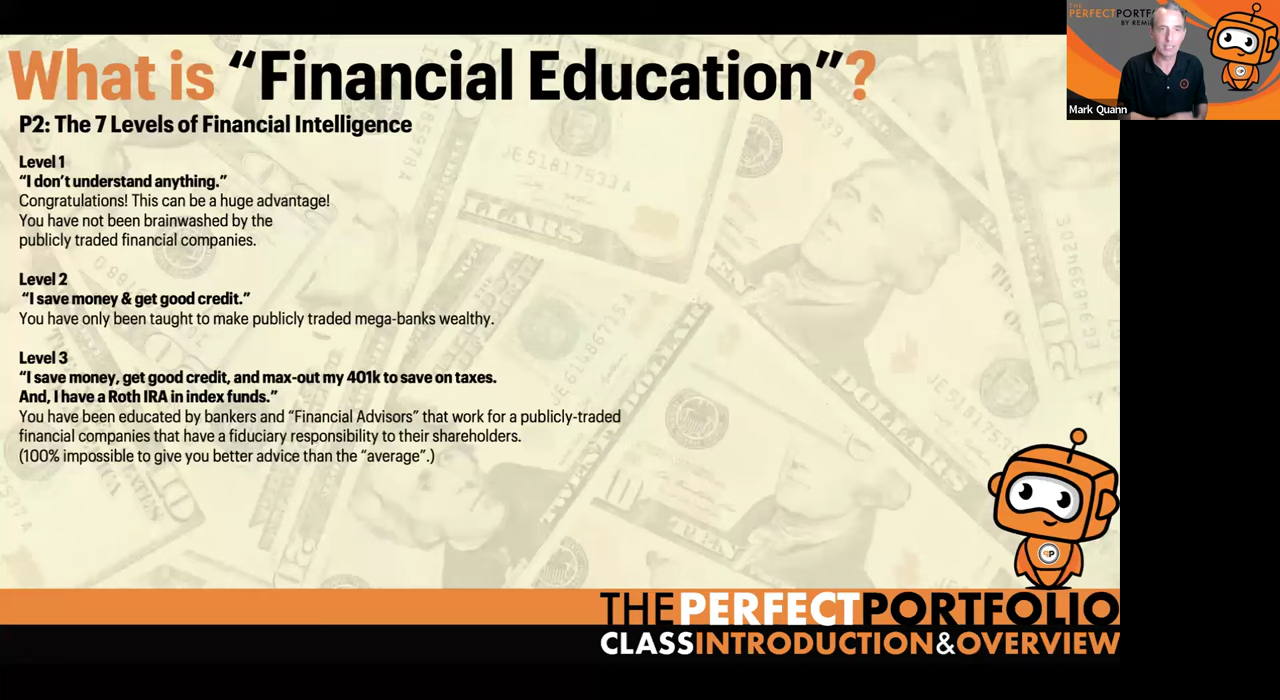 What is “Financial Education”?
P2: The 7 Levels of Financial Intelligence
Level 1
“I don’t understand anything.”
Congratulations! This can be a huge advantage!
You have not been brainwashed by the
publicly traded financial companies.
Level 2
“I save money & get good credit.”
You have only been taught to make publicly traded mega-banks wealthy.
Level 3
“I save money, get good credit, and max-out my 401k to save on taxes.
And, I have a Roth IRA in index funds.”
You have been educated by bankers and “Financial Advisors” that work for a publicly-traded
financial companies that have a fiduciary responsibility to their shareholders.
(100% impossible to give you better advice than the “average”.)
THE PERFECTPORTFOLIO
CLASS INTRODUCTION & OVERVIEW
THE
Mark Quann